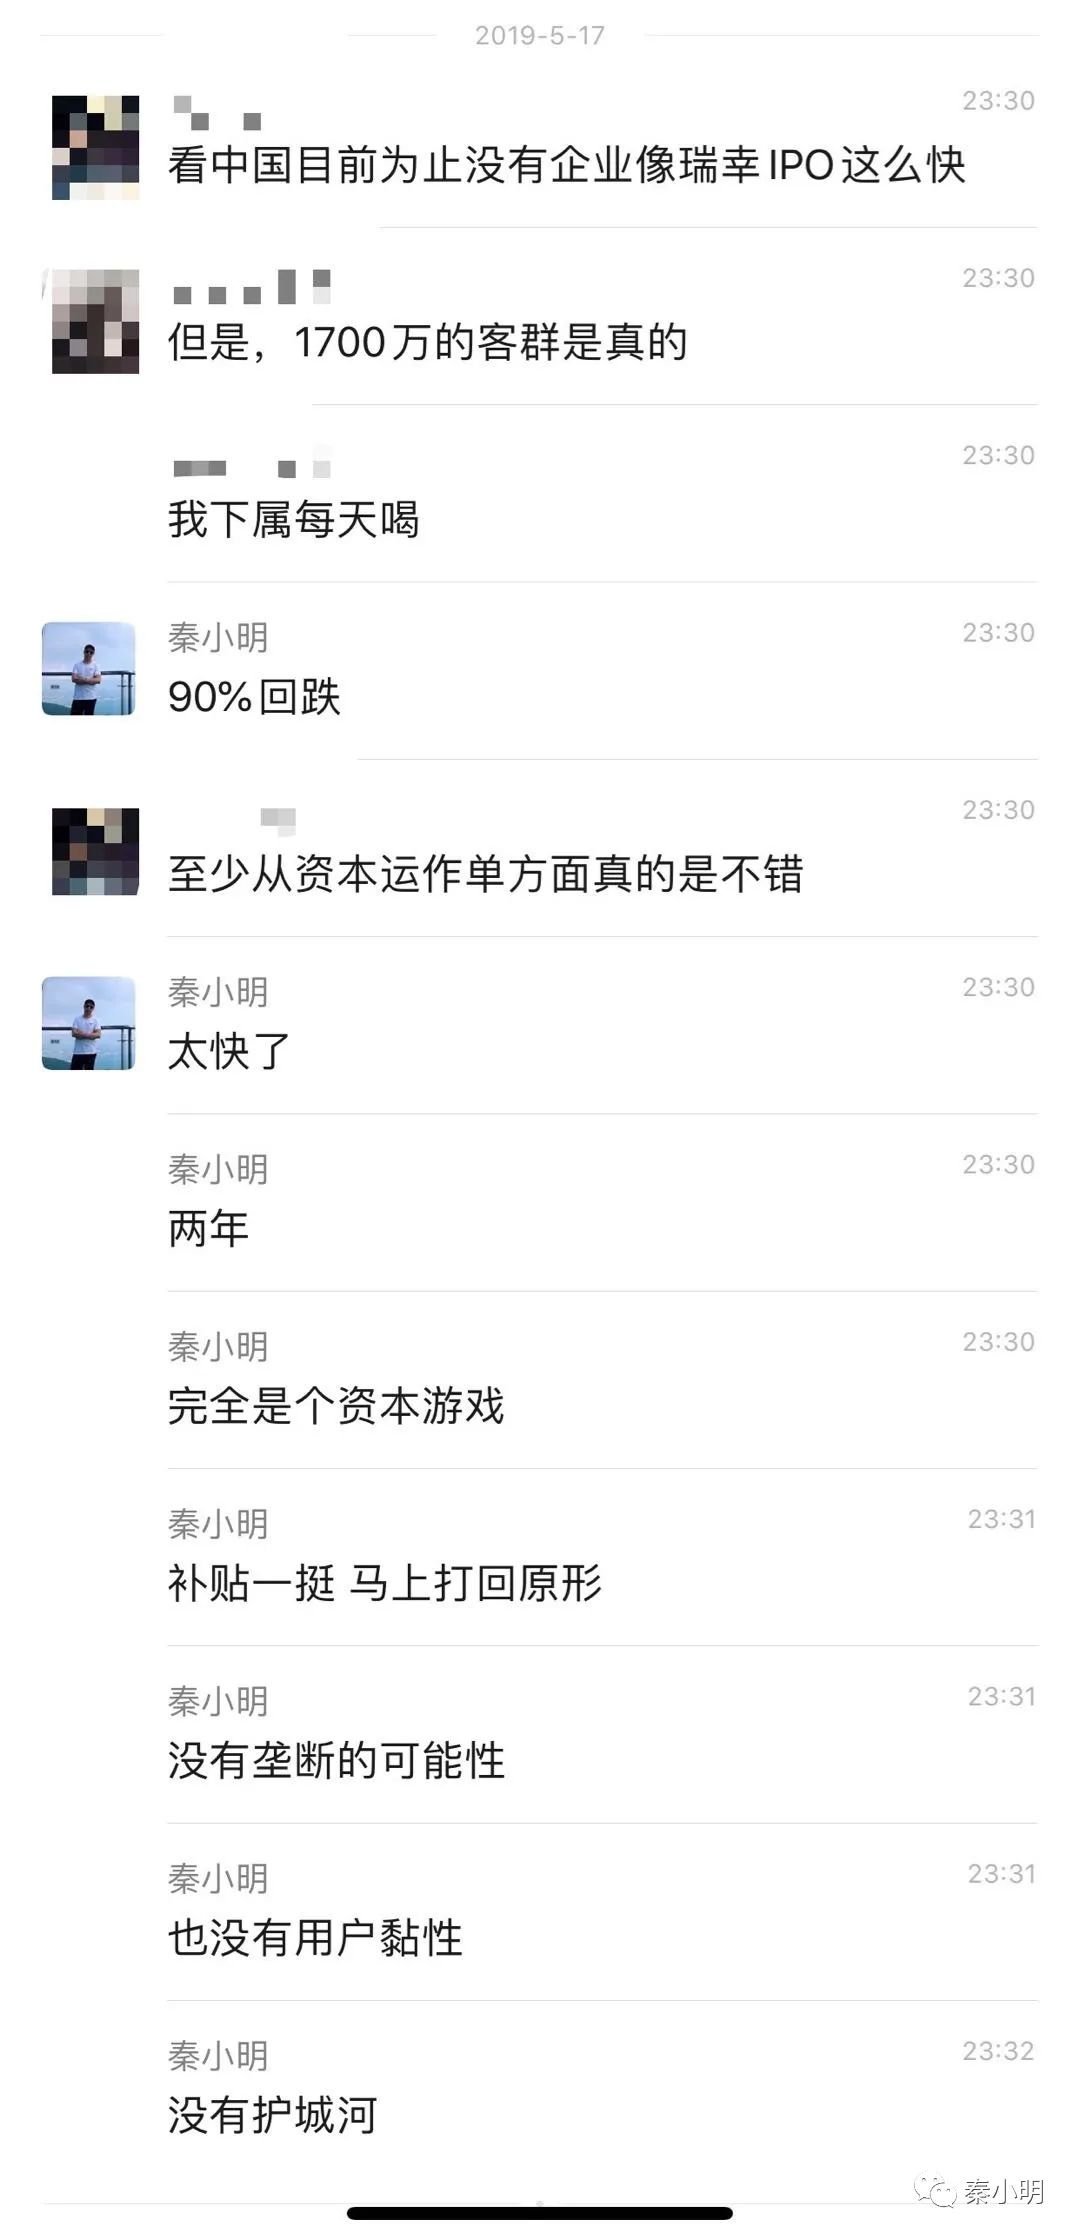 2019-5-17
23:30
看中国目前为止没有企业像瑞幸IPO这么快
23:30
但是，1700万的客群是真的
23:30
我下属每天喝
秦小明 23:30
90%回跌
23:30
至少从资本运作单方面真的是不错
秦小明 23:30
太快了
秦小明 23:30
两年
秦小明 23:30
完全是个资本游戏
秦小明 23:31
补贴一挺 马上打回原形
秦小明 23:31
没有垄断的可能性
秦小明 23:31
也没有用户黏性
秦小明 23:32
没有护城河
秦小明